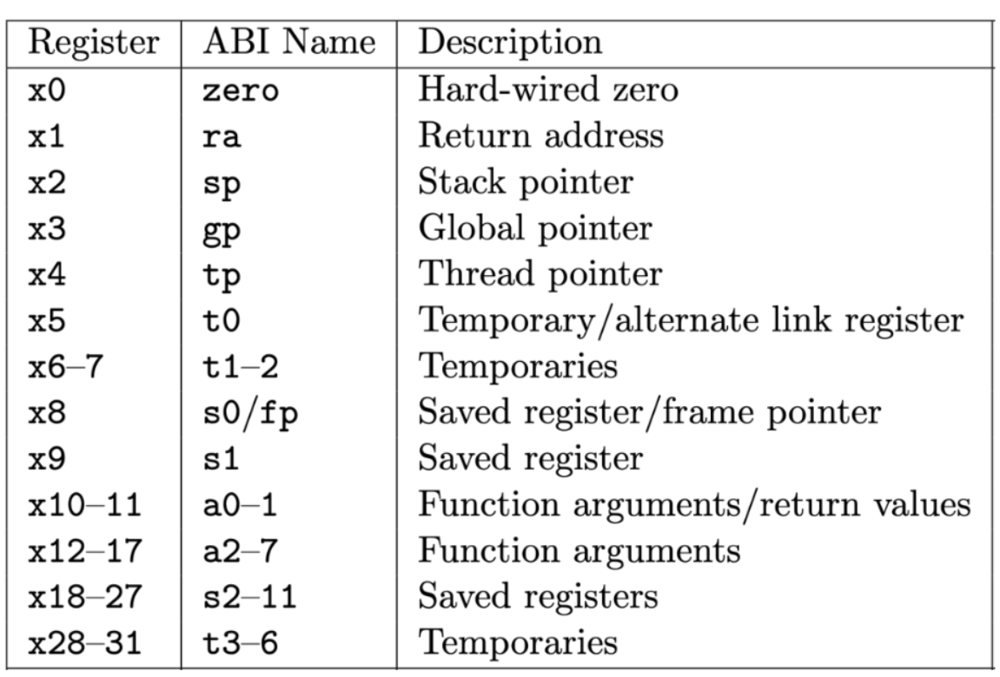 Register ABI Name Description
x0 zero Hard-wired zero
x1 ra Return address
x2 sp Stack pointer
x3 gp Global pointer
x4 tp Thread pointer
x5 t0 Temporary/alternate link register
x6–7 t1–2 Temporaries
x8 s0/fp Saved register/frame pointer
x9 s1 Saved register
x10–11 a0–1 Function arguments/return values
x12–17 a2–7 Function arguments
x18–27 s2–11 Saved registers
x28–31 t3–6 Temporaries